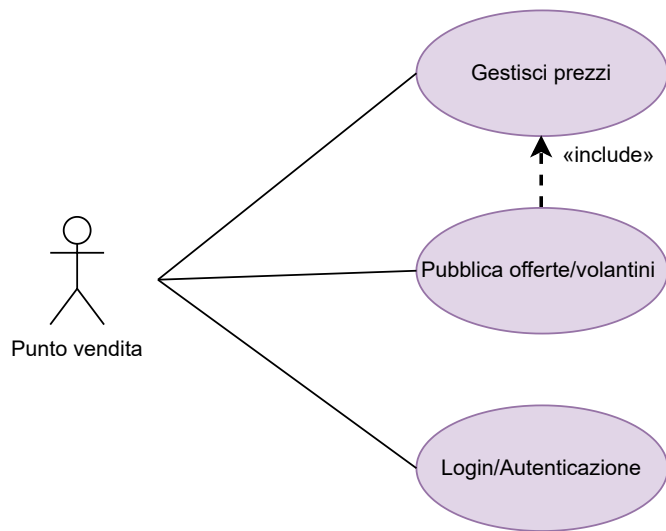 Gestisci prezzi
«include»
Pubblica offerte/volantini
Punto vendita
Login/Autenticazione